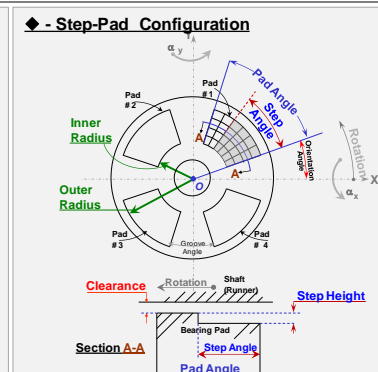 ◆ - Step-Pad Configuration
Y
α y
Pad
# 2
Pad
# 1
Pad Angle
Step
Angle
Inner
Radius
A
A
Orientation
Angle
Rotation
X
α x
O
Outer
Radius
Pad
# 3
Groove
Angle
Pad
# 4
Clearance
Rotation
Shaft
(Runner)
Step Height
Bearing Pad
Section A-A
Step Angle
Pad Angle